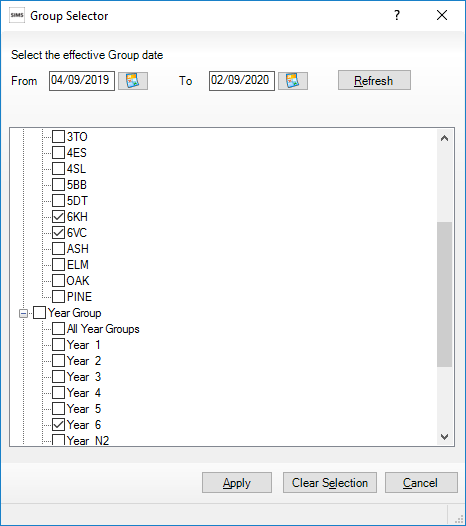 SIMS Group Selector ?
Select the effective Group date
From 04/09/2019 To 02/09/2020 Refresh
3TO
4ES
4SL
5BB
5DT
6KH
6VC
ASH
ELM
OAK
PINE
Year Group
All Year Groups
Year 1
Year 2
Year 3
Year 4
Year 5
Year 6
Year N2
Apply Clear Selection Cancel